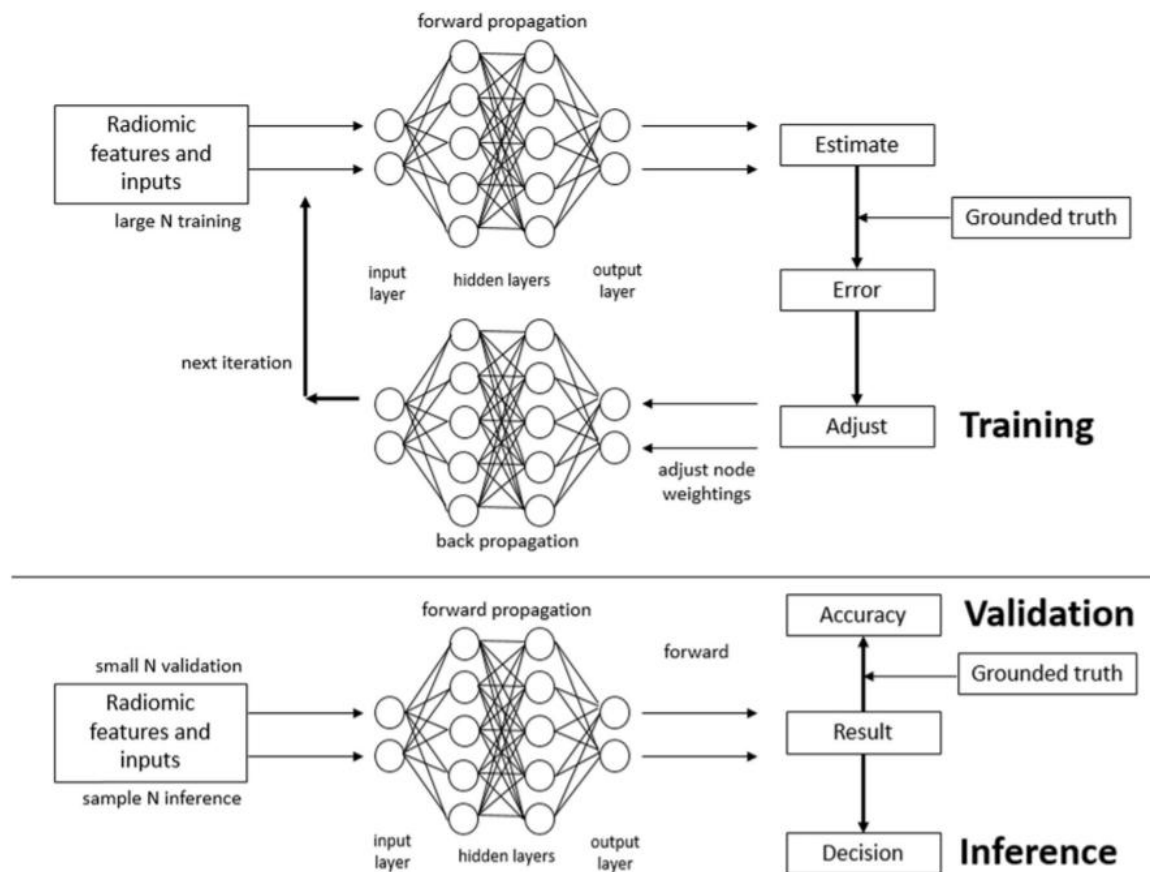 forward propagation
Radiomic
features and
inputs
large N training
Estimate
Grounded truth
input
layer
hidden layers
output
layer
Error
next iteration
Adjust
Training
adjust node
weightings
back propagation
forward propagation
Accuracy
Validation
small N validation
forward
Grounded truth
Radiomic
features and
inputs
Result
sample N inference
input
layer
hidden layers
output
layer
Decision
Inference